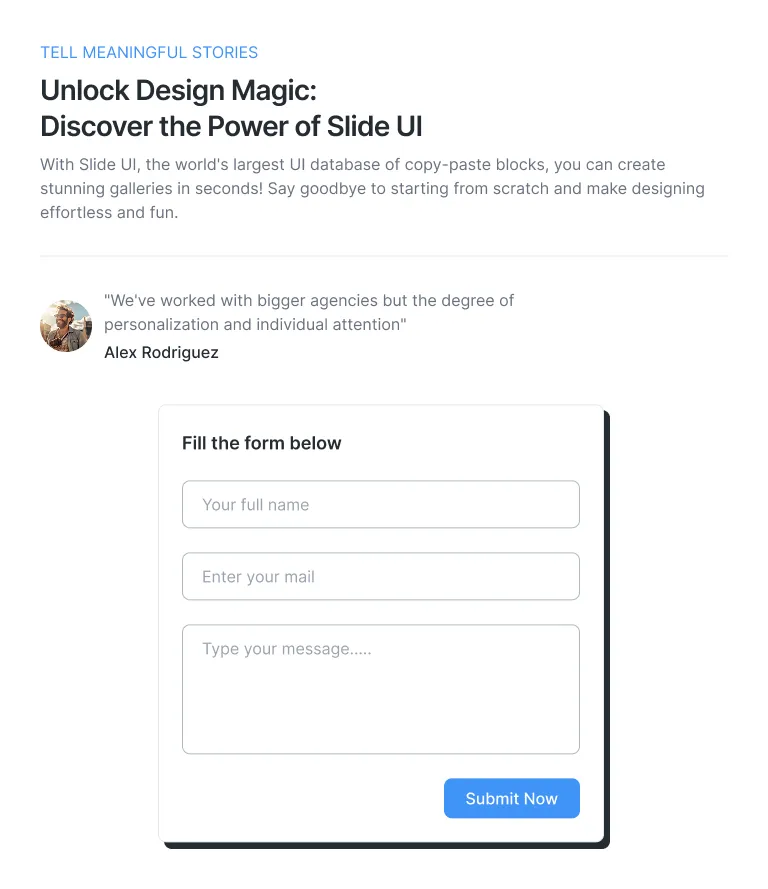 TELL MEANINGFUL STORIES
Unlock Design Magic:
Discover the Power of Slide UI
With Slide UI, the world's largest UI database of copy-paste blocks, you can create
stunning galleries in seconds! Say goodbye to starting from scratch and make designing
effortless and fun.
"We've worked with bigger agencies but the degree of
personalization and individual attention"
Alex Rodriguez
Fill the form below
Your full name
Enter your mail
Type your message.....
Submit Now